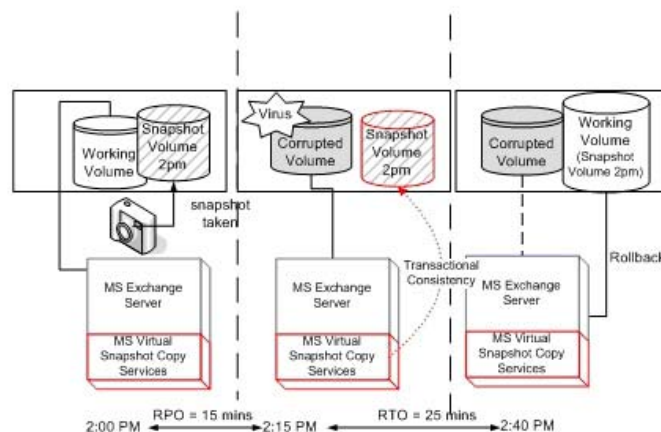 Working
Volume
Snapshot
Volume
2pm
snapshot
taken
MS Exchange
Server
MS Virtual
Snapshot Copy
Services
Virus
Corrupted
Volume
Snapshot
Volume
2pm
Transactional
Consistency
MS Exchange
Server
MS Virtual
Snapshot Copy
Services
Corrupted
Volume
Working
Volume
(Snapshot
Volume 2pm)
Rollback
MS Exchange
Server
MS Virtual
Snapshot Copy
Services
2:00 PM
RPO = 15 mins
2:15 PM
RTO = 25 mins
2:40 PM